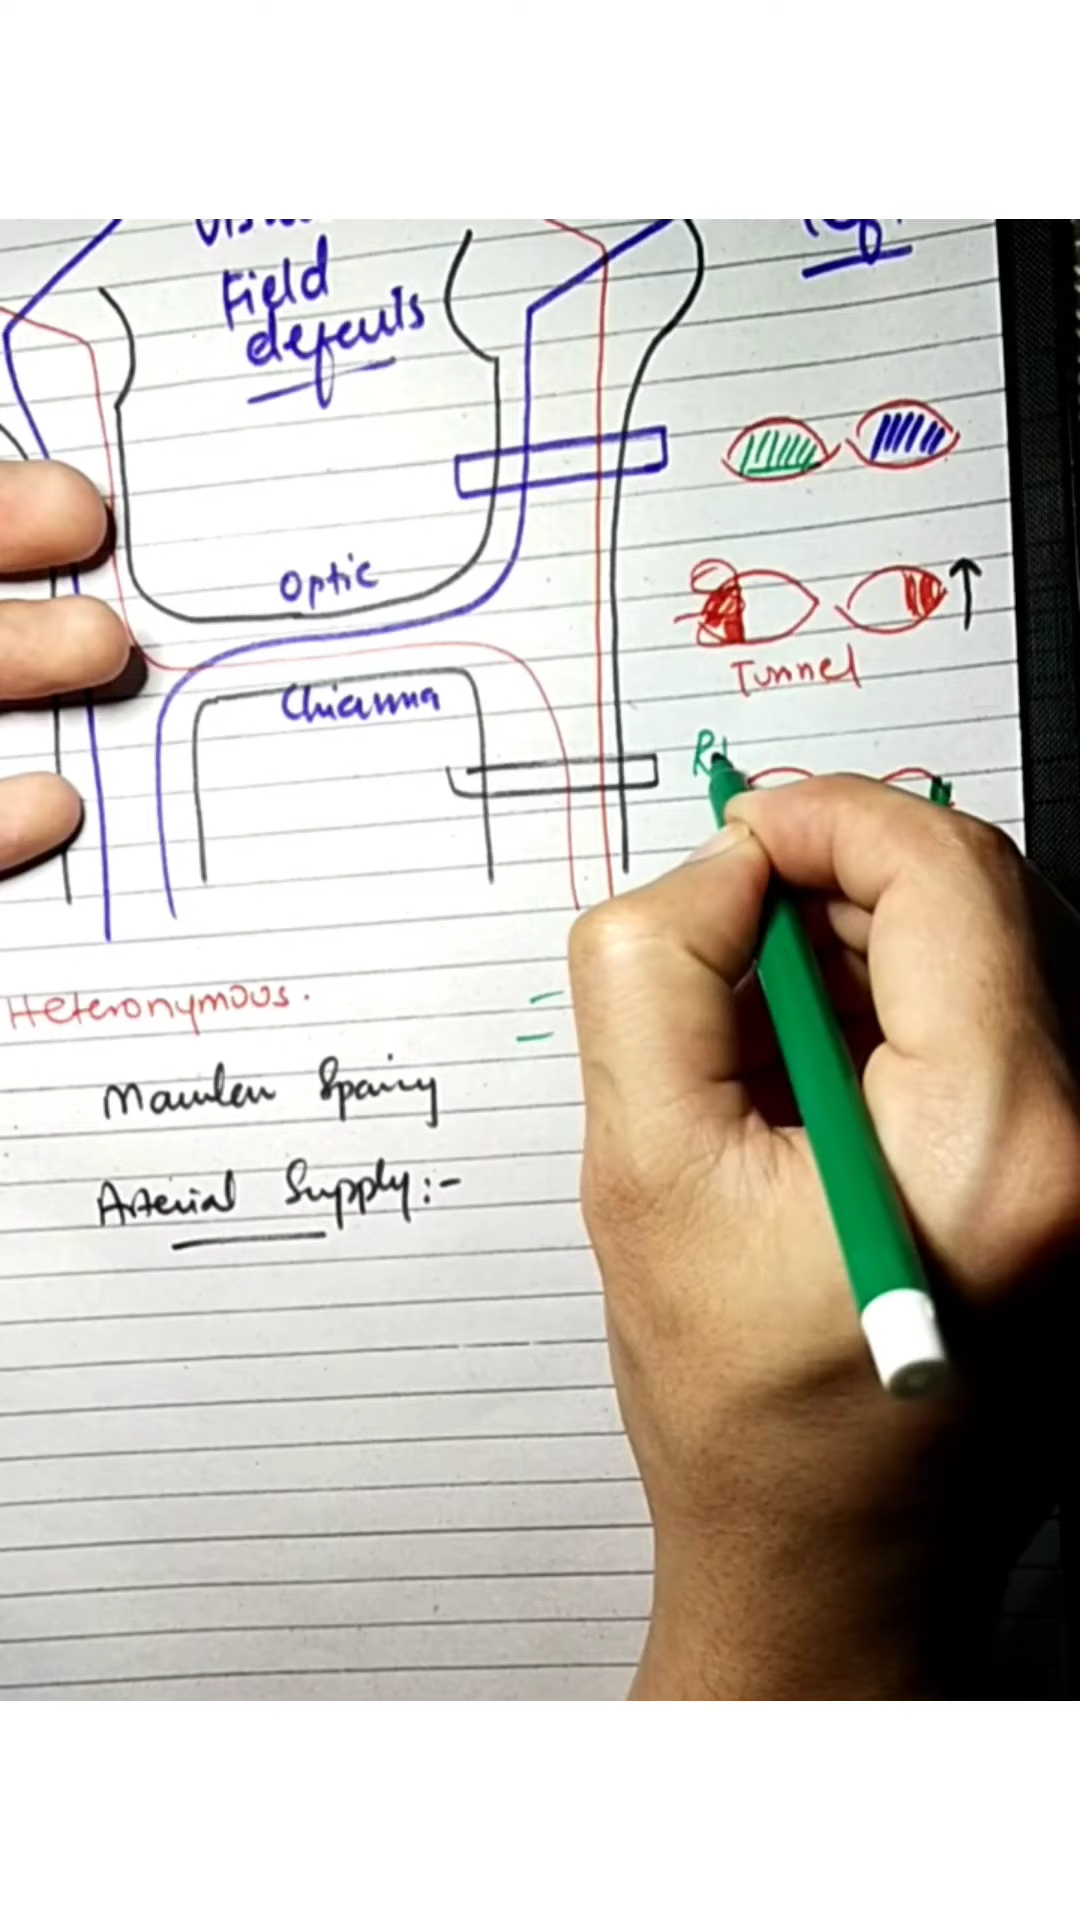 Field
defects
Optic
Chiasma
Tunnel
R
Heteronymous.
Macular Sparing
Arterial Supply:-